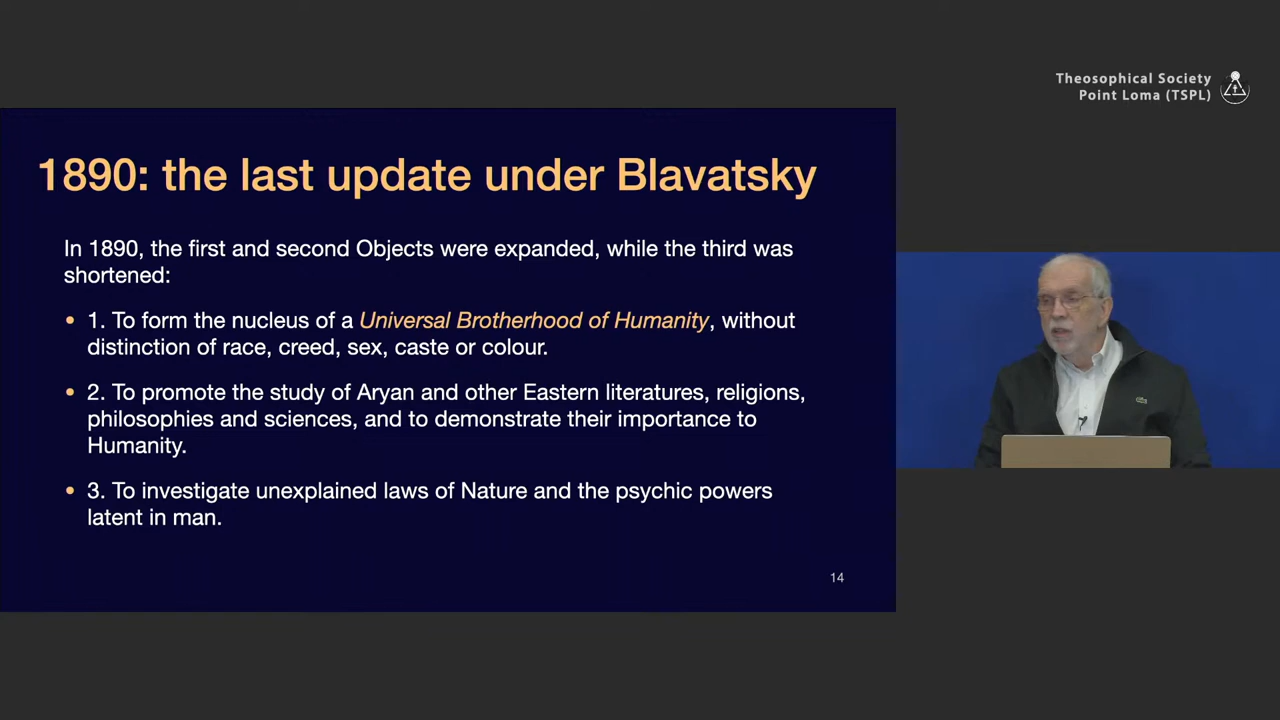 Theosophical Society
Point Loma (TSPL)
1890: the last update under Blavatsky
In 1890, the first and second Objects were expanded, while the third was
shortened:
• 1. To form the nucleus of a Universal Brotherhood of Humanity, without
distinction of race, creed, sex, caste or colour.
• 2. To promote the study of Aryan and other Eastern literatures, religions,
philosophies and sciences, and to demonstrate their importance to
Humanity.
• 3. To investigate unexplained laws of Nature and the psychic powers
latent in man.
14